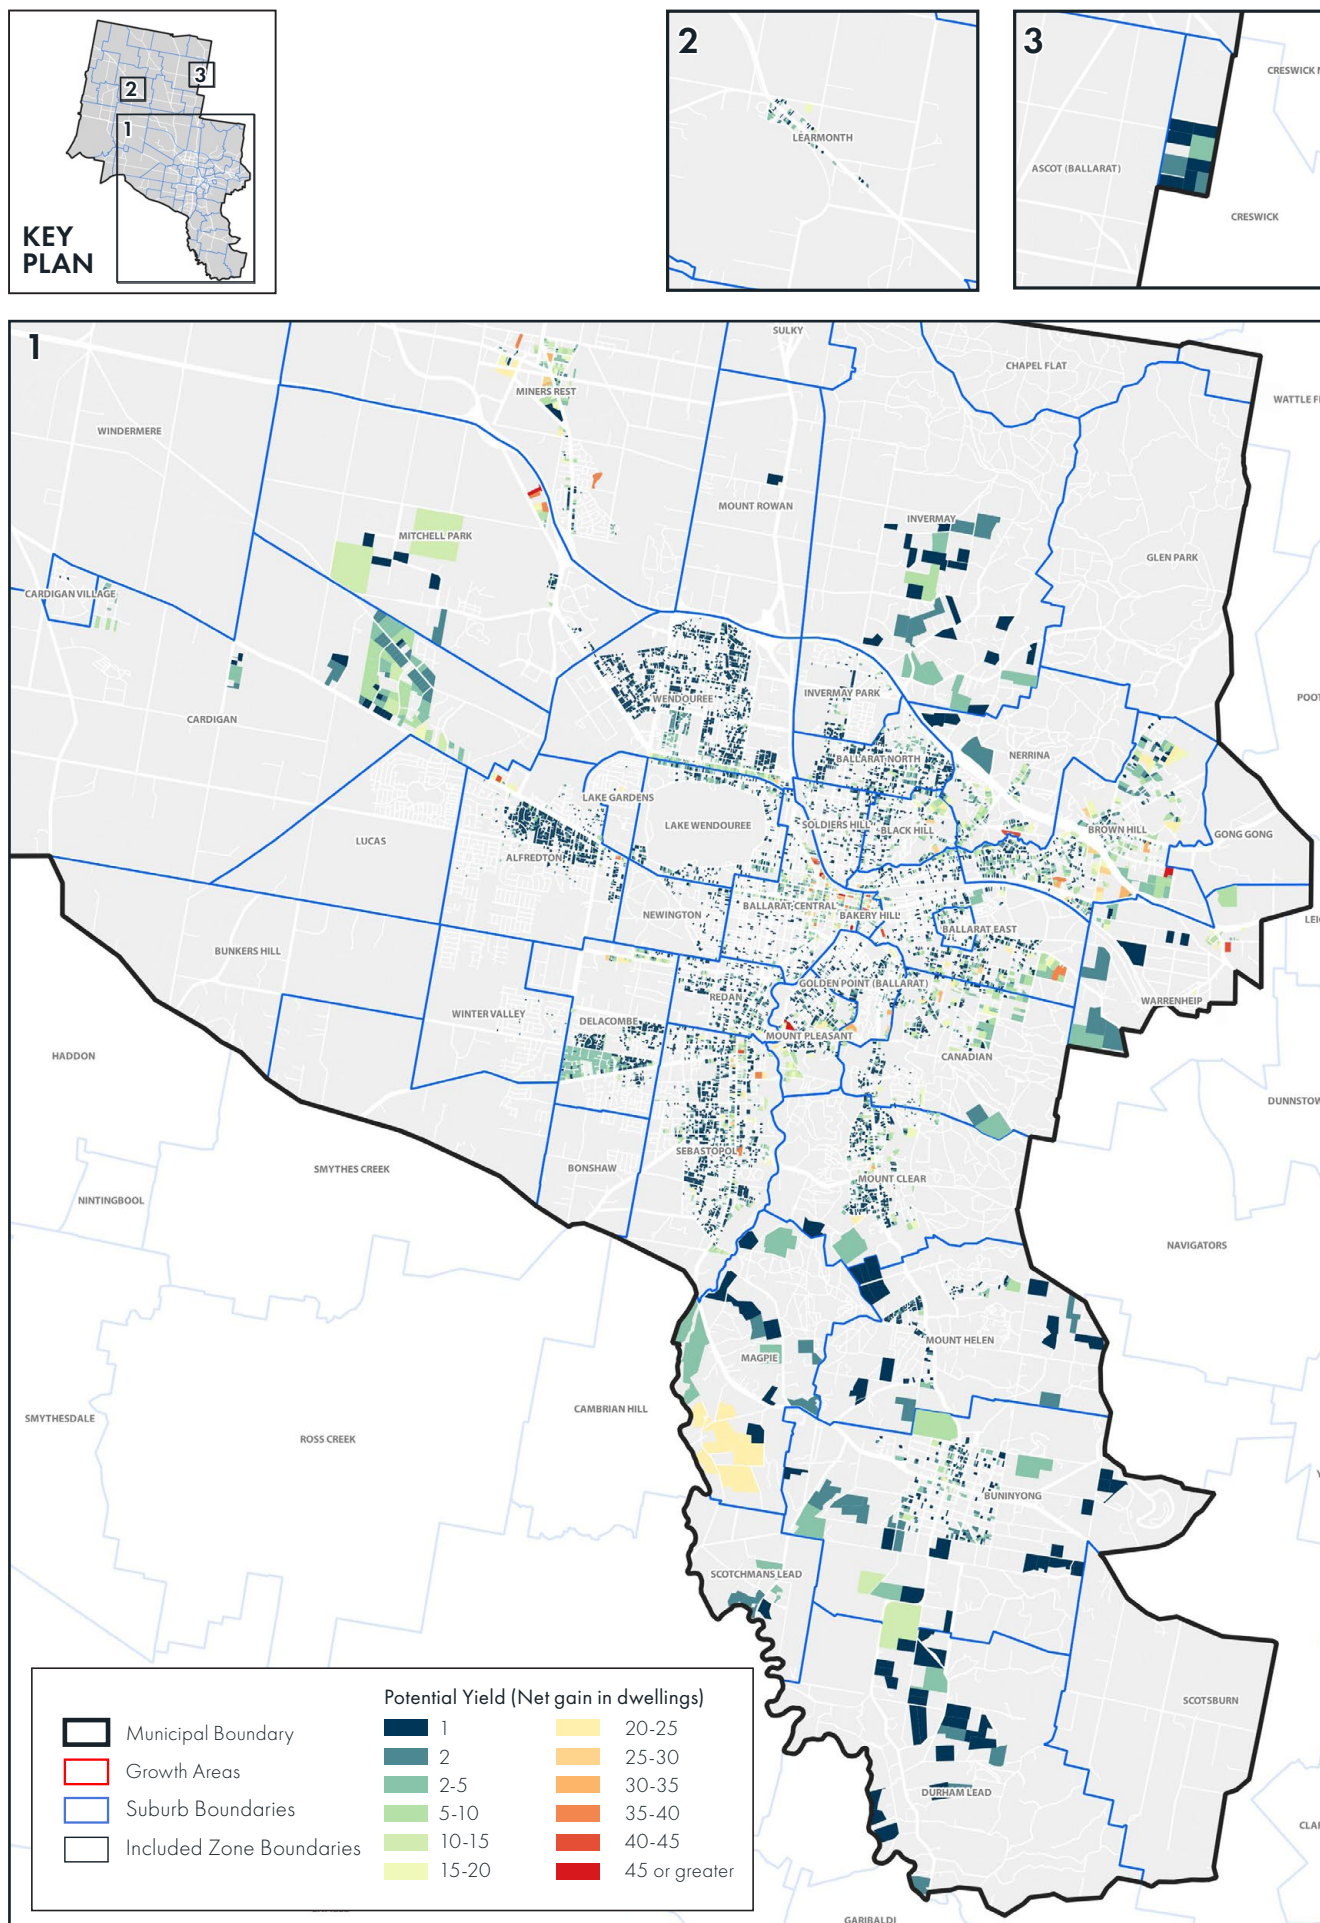 2
3
1
KEY
PLAN
2
LEARMONTH
3
CRESWICK
ASCOT (BALLARAT)
CRESWICK
1
SULKY
CHAPEL FLAT
MINERS REST
WATTLE
WINDERMERE
MOUNT ROWAN
INVERMAY
MITCHELL PARK
GLEN PARK
CARDIGAN VILLAGE
INVERMAY PARK
WENDOUREE
CARDIGAN
NERRINA
BALLARAT NORTH
LAKE GARDENS
LAKE WENDOUREE
SOLDIERS HILL
BLACK HILL
BROWN HILL
GONG GONG
LUCAS
ALFREDTON
BALLARAT CENTRAL
NEWINGTON
BAKERY HILL
BALLARAT EAST
BUNKERS HILL
GOLDEN POINT (BALLARAT)
REDAN
WARRENHEIP
WINTER VALLEY
DELACOMBE
MOUNT PLEASANT
HADDON
CANADIAN
SEBASTOPOL
SMYTHES CREEK
BONSHAW
MOUNT CLEAR
NINTINGBOOL
NAVIGATORS
MOUNT HELEN
MAGPIE
CAMBRIAN HILL
SMYTHESDALE
ROSS CREEK
BUNINYONG
SCOTCHMANS LEAD
SCOTSBURN
DURHAM LEAD
GARIBALDI
Municipal Boundary
Growth Areas
Suburb Boundaries
Included Zone Boundaries
Potential Yield (Net gain in dwellings)
1
2
2-5
5-10
10-15
15-20
20-25
25-30
30-35
35-40
40-45
45 or greater